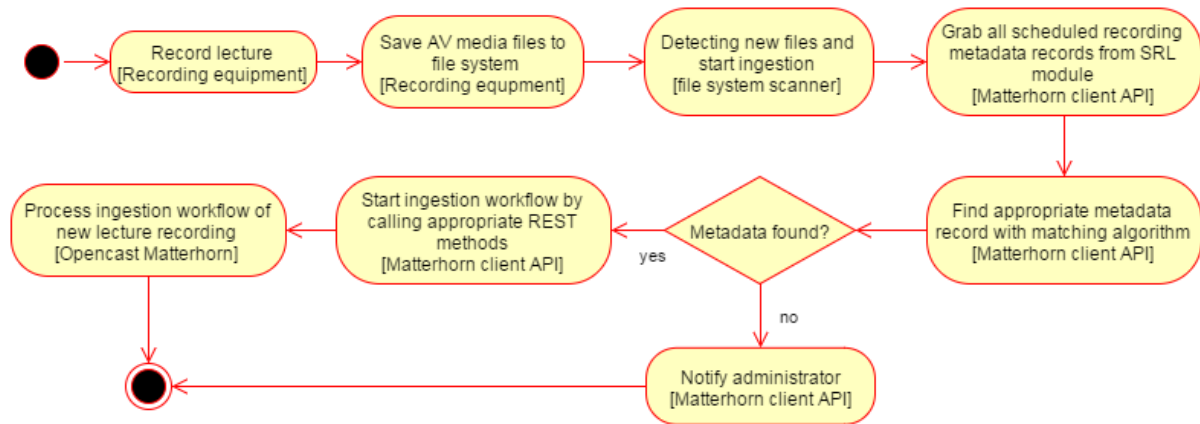 Record lecture
[Recording equipment]
Save AV media files to
file system
[Recording equpment]
Detecting new files and
start ingestion
[file system scanner]
Grab all scheduled recording
metadata records from SRL
module
[Matterhorn client API]
Process ingestion workflow of
new lecture recording
[Opencast Matterhorn]
Start ingestion workflow by
calling appropriate REST
methods
[Matterhorn client API]
yes
Metadata found?
Find appropriate metadata
record with matching algorithm
[Matterhorn client API]
no
Notify administrator
[Matterhorn client API]